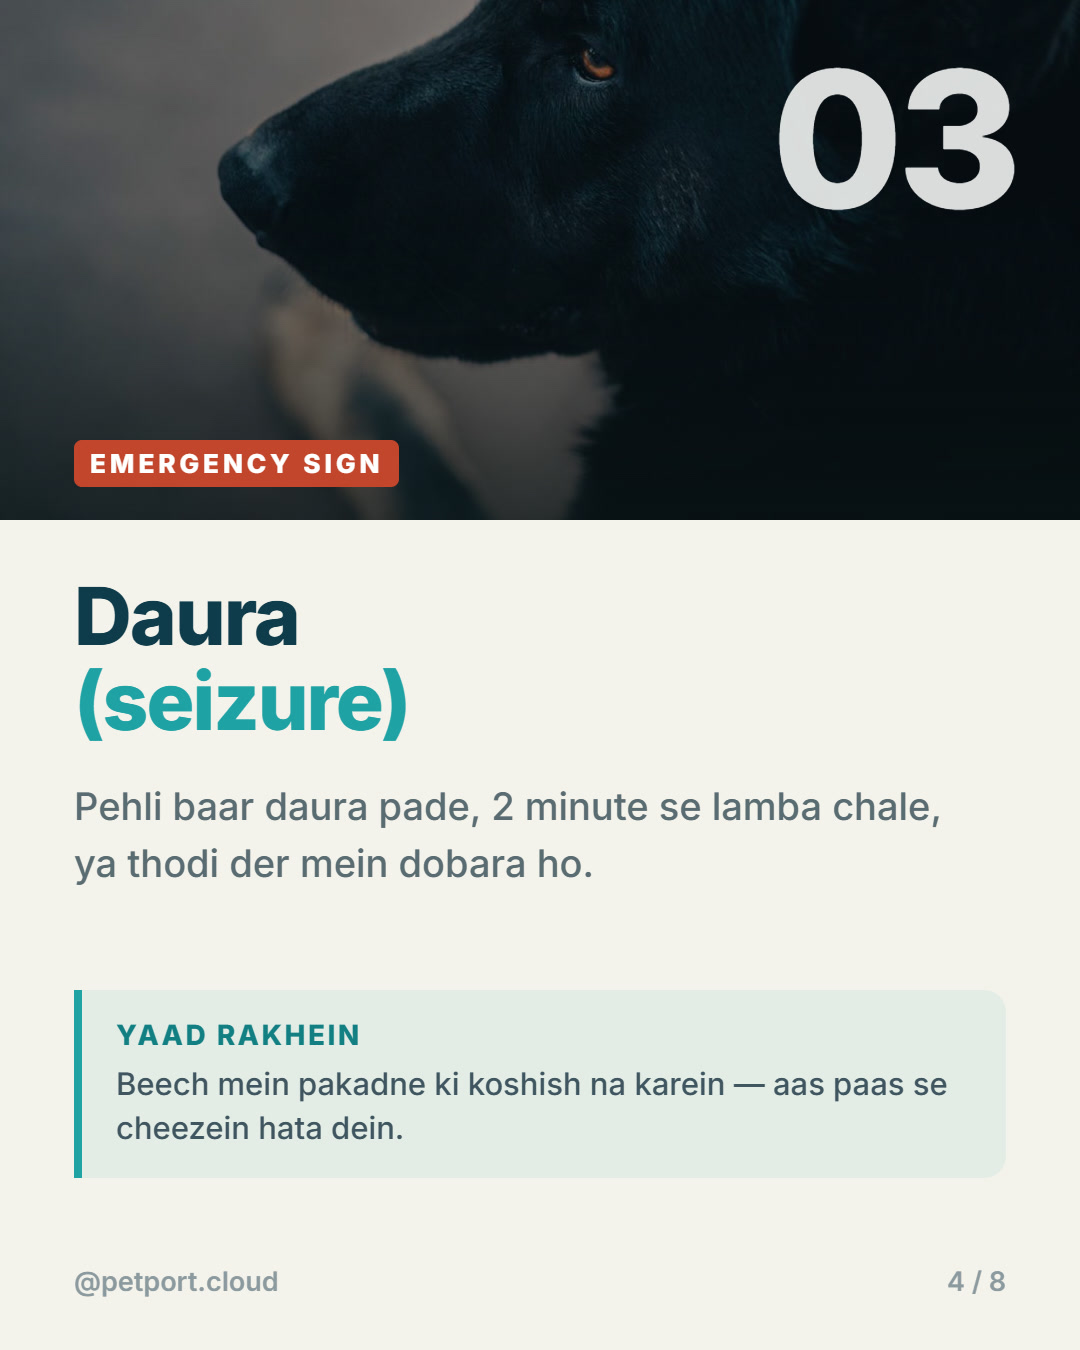 03
EMERGENCY SIGN
Daura
(seizure)
Pehli baar daura pade, 2 minute se lamba chale,
ya thodi der mein dobara ho.
YAAD RAKHEIN
Beech mein pakadne ki koshish na karein — aas paas se
cheezein hata dein.
@petport.cloud
4 / 8